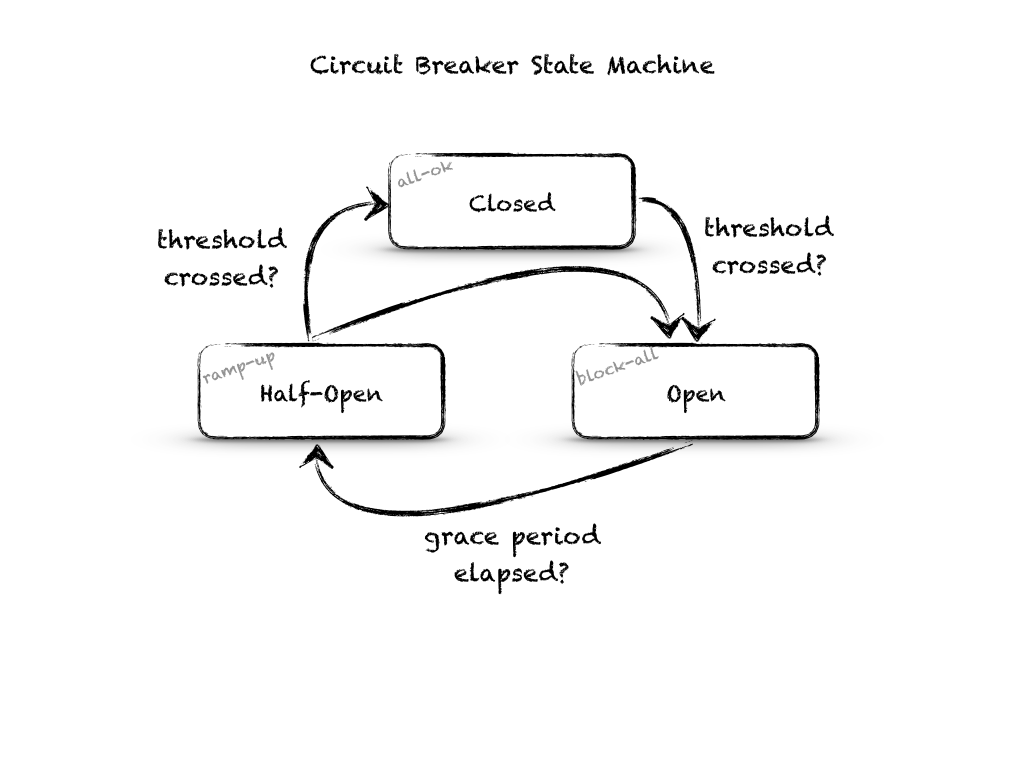 Circuit Breaker State Machine
all-ok
Closed
threshold
crossed?
threshold
crossed?
ramp-up
Half-Open
block-all
Open
grace period
elapsed?